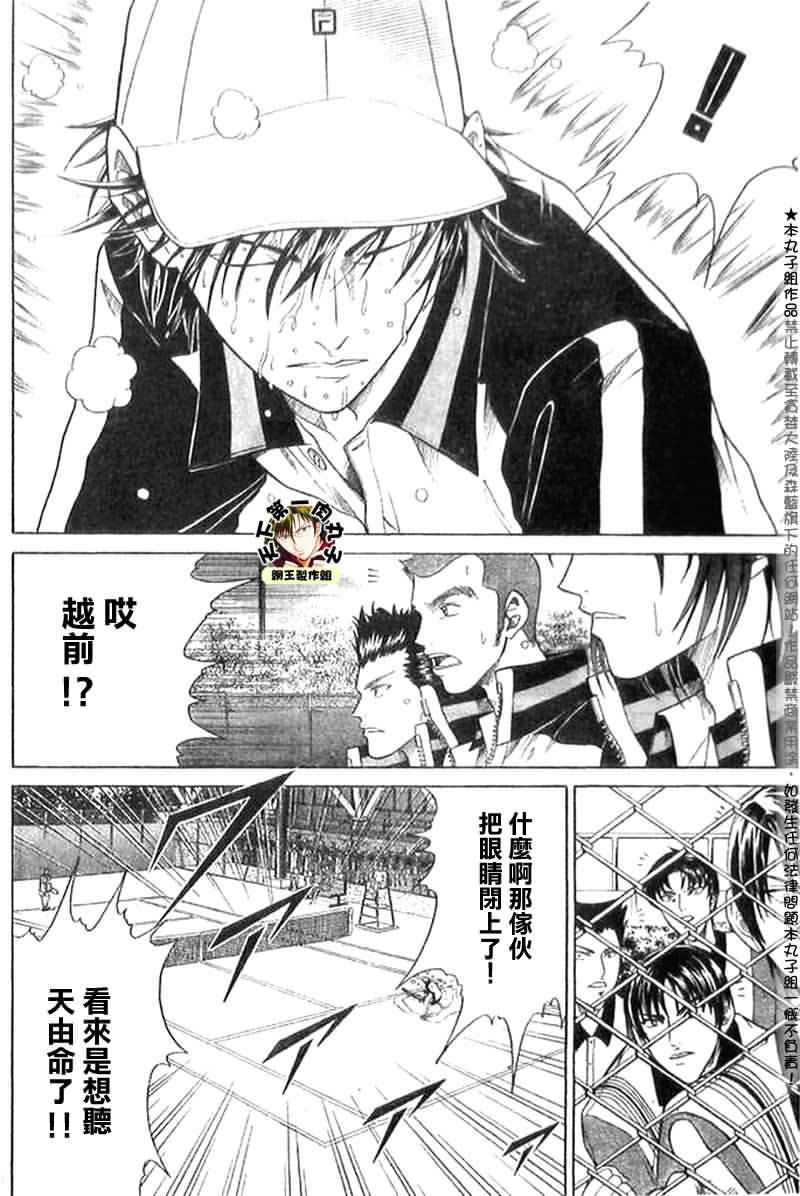 !
天下第一肉丸子
網王製作組
哎
越前!?
什麼啊那傢伙
把眼睛閉上了!
看來是想聽
天由命了!!
★本丸子組作品禁止轉載至賓替大陸及森藍旗下的任何網站!作品嚴禁商業用途。如發生任何法律問題本丸子組一概不負責!